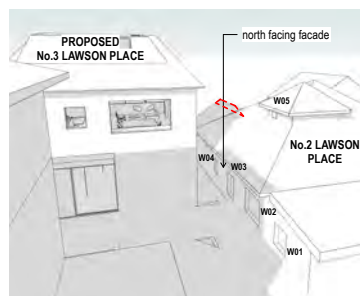 PROPOSED
No.3 LAWSON PLACE
north facing facade
W05
No.2 LAWSON
PLACE
W04
W03
W02
W01